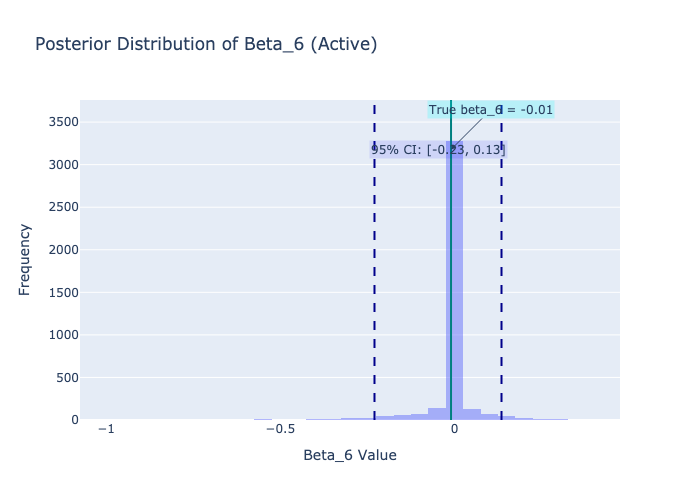 Posterior Distribution of Beta_6 (Active)
True beta_6 = -0.01
95% CI: [-0.23, 0.13]
3500
3000
2500
2000
1500
1000
500
0
Frequency
−1
−0.5
0
Beta_6 Value